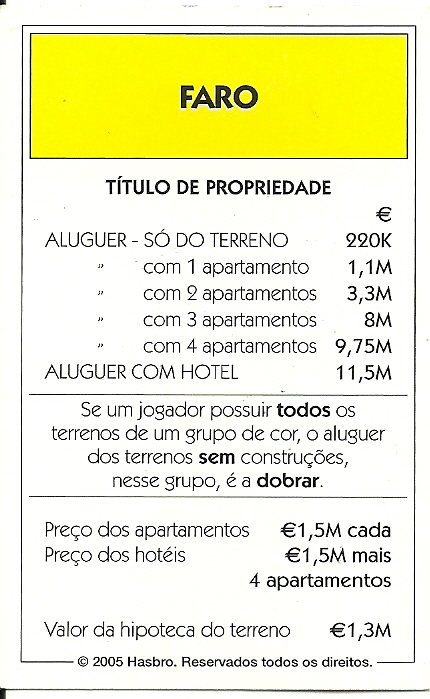 FARO
TÍTULO DE PROPRIEDADE
€
ALUGUER - SÓ DO TERRENO 220K
" com 1 apartamento 1,1M
" com 2 apartamentos 3,3M
" com 3 apartamentos 8M
" com 4 apartamentos 9,75M
ALUGUER COM HOTEL 11,5M
Se um jogador possuir todos os
terrenos de um grupo de cor, o aluguer
dos terrenos sem construções,
nesse grupo, é a dobrar.
Preço dos apartamentos €1,5M cada
Preço dos hotéis €1,5M mais
4 apartamentos
Valor da hipoteca do terreno €1,3M
© 2005 Hasbro. Reservados todos os direitos.